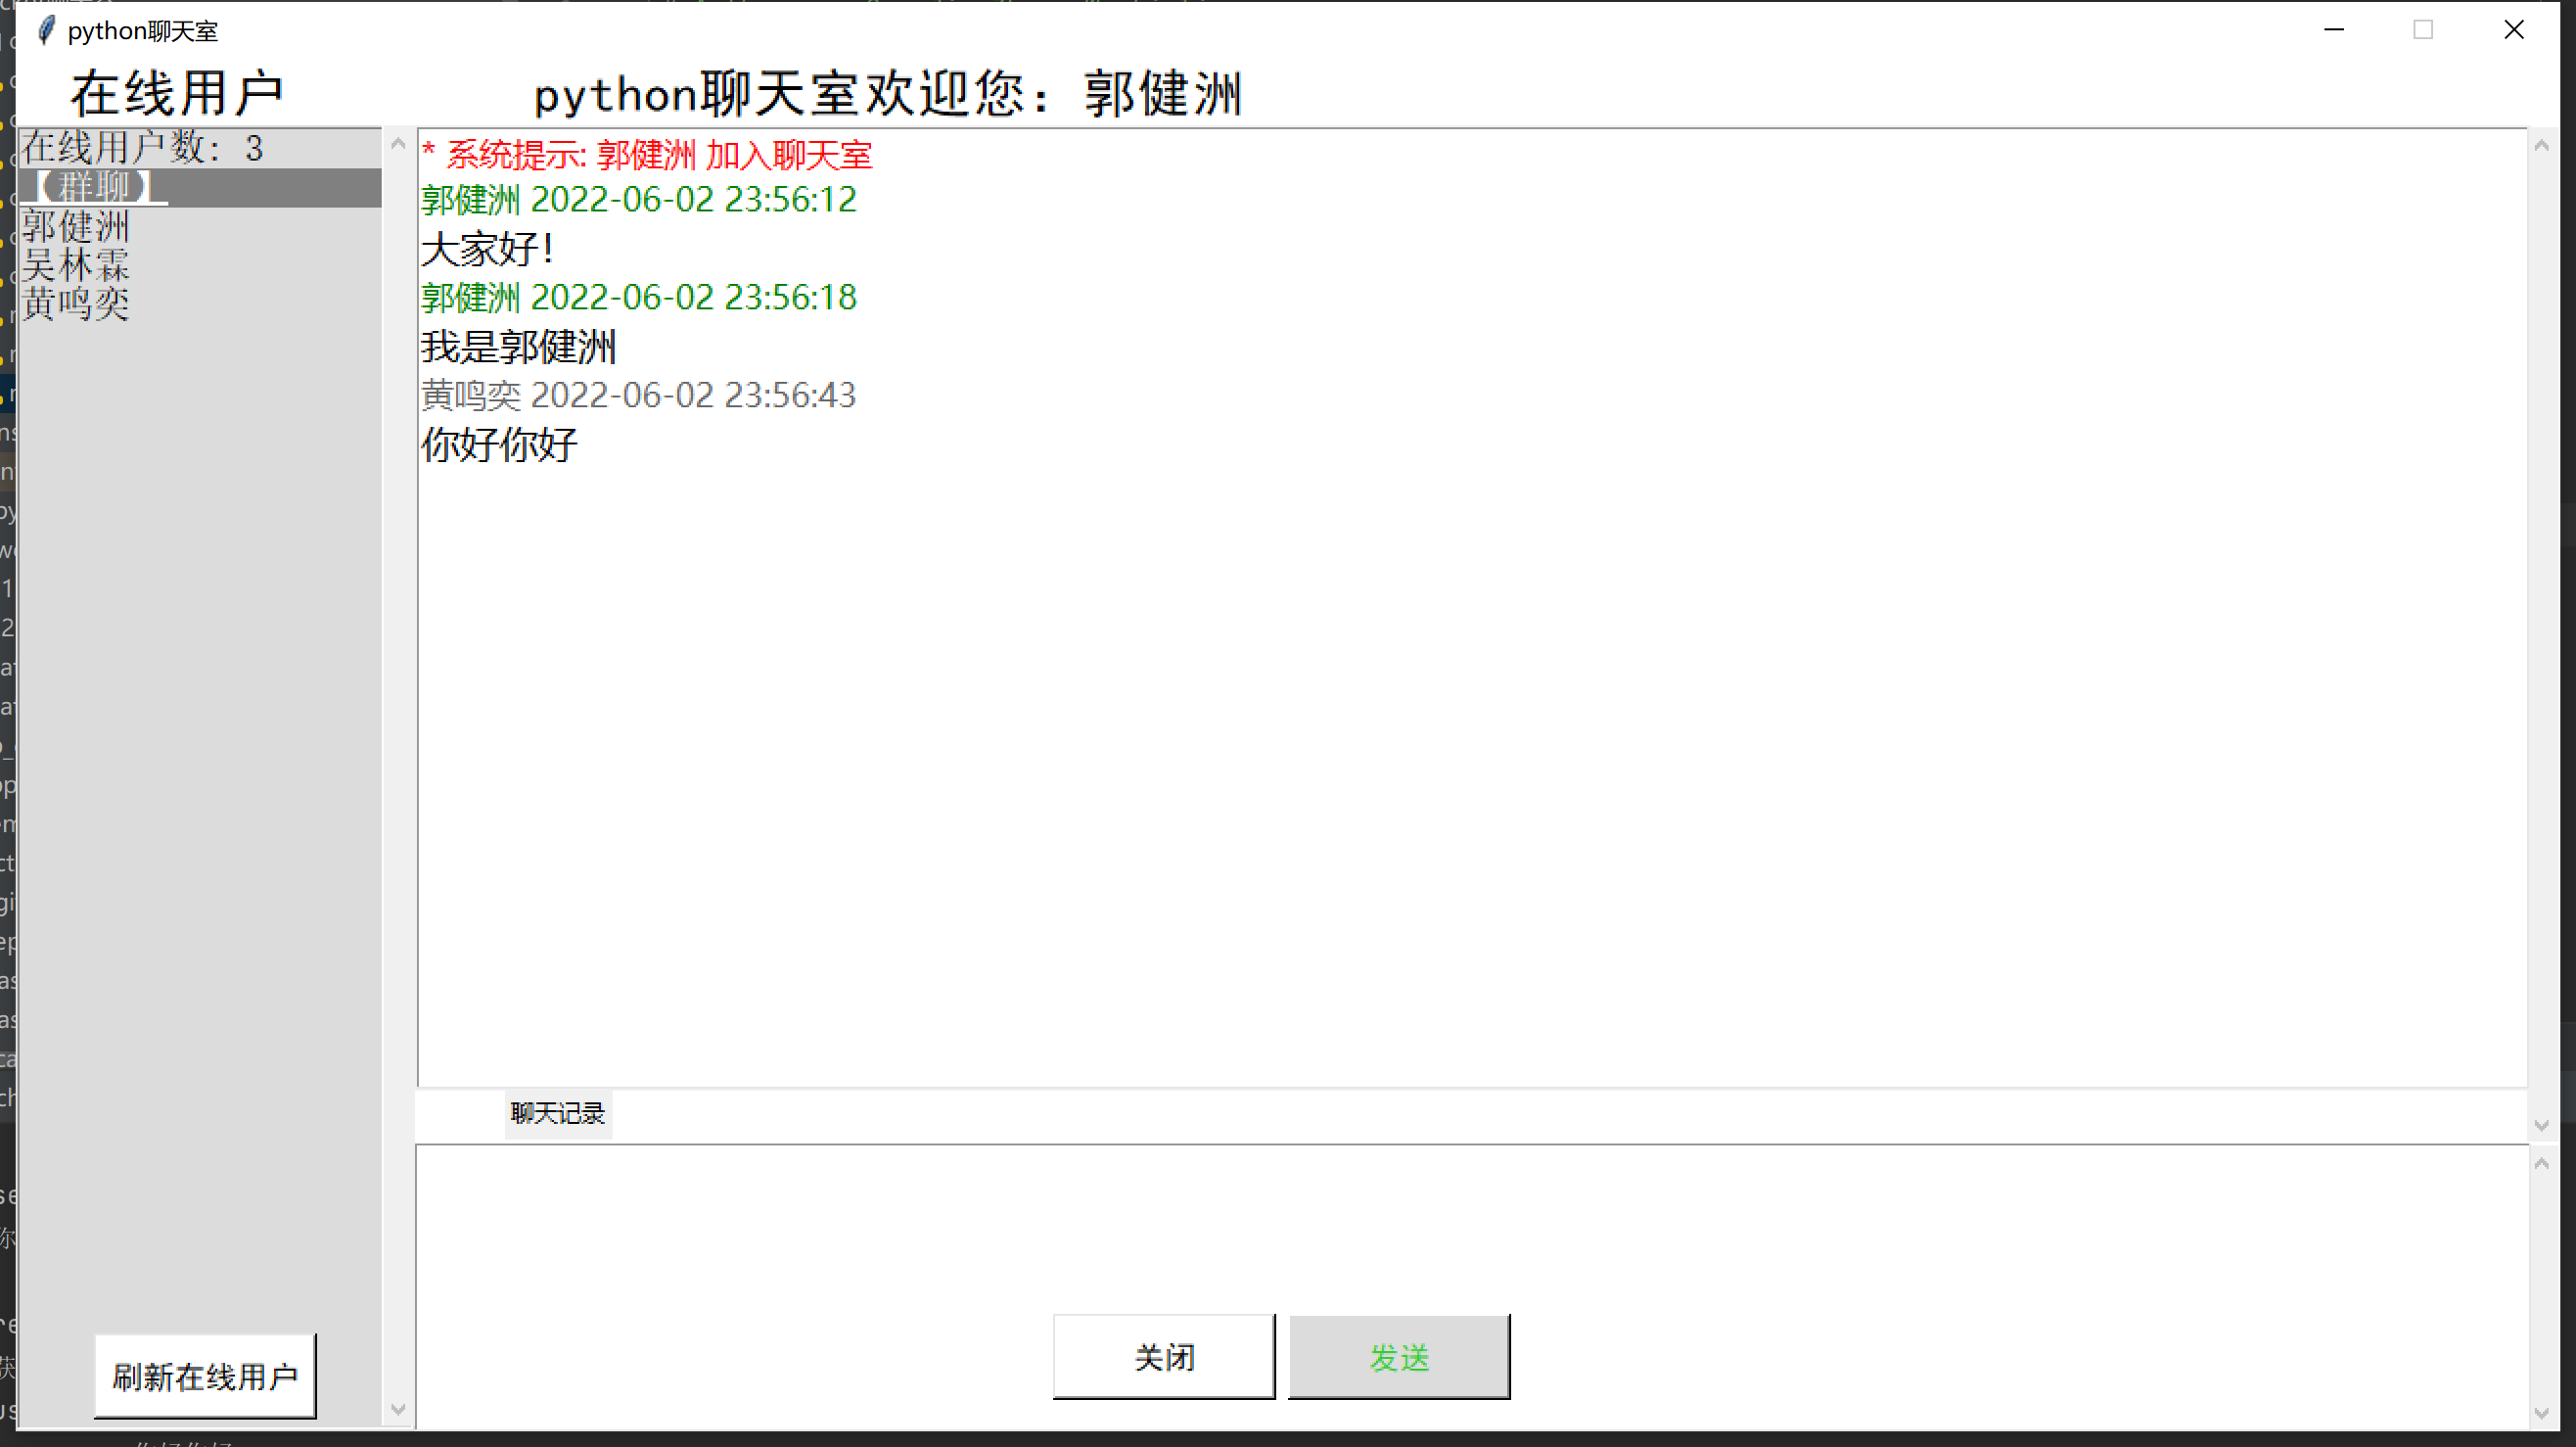 python聊天室
在线用户
python聊天室欢迎您：郭健洲
在线用户数: 3
【群聊】
郭健洲
吴林霖
黄鸣奕
* 系统提示: 郭健洲 加入聊天室
郭健洲 2022-06-02 23:56:12
大家好！
郭健洲 2022-06-02 23:56:18
我是郭健洲
黄鸣奕 2022-06-02 23:56:43
你好你好
聊天记录
刷新在线用户
关闭
发送